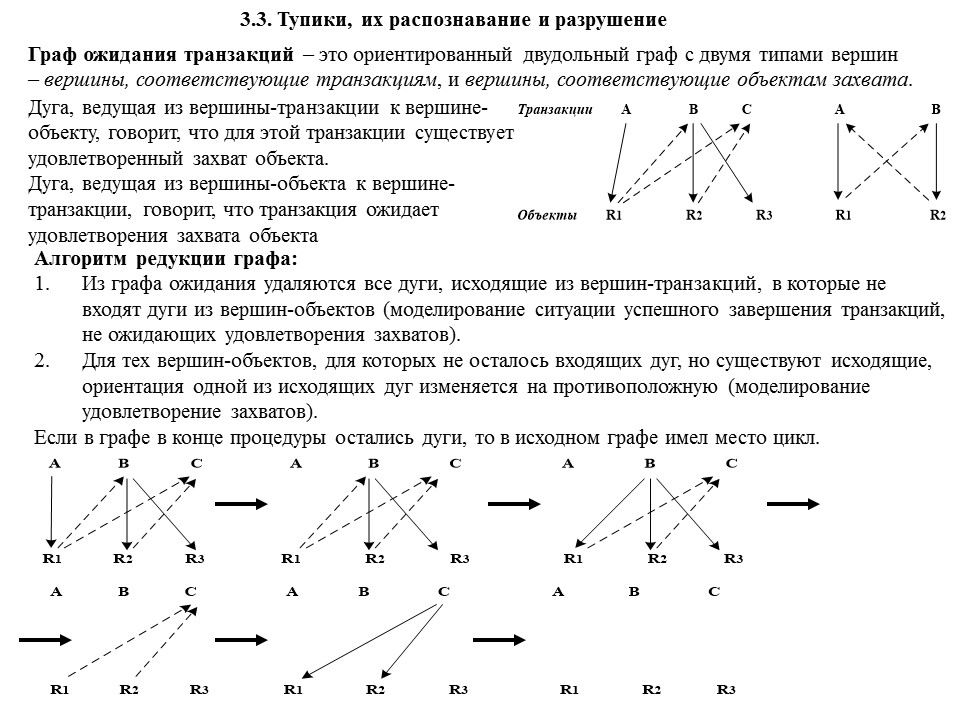 3.3. Тупики, их распознавание и разрушение
Граф ожидания транзакций – это ориентированный двудольный граф с двумя типами вершин
– вершины, соответствующие транзакциям, и вершины, соответствующие объектам захвата.
Дуга, ведущая из вершины-транзакции к вершине-
объекту, говорит, что для этой транзакции существует
удовлетворенный захват объекта.
Дуга, ведущая из вершины-объекта к вершине-
транзакции, говорит, что транзакция ожидает
удовлетворения захвата объекта
Транзакции A B C A B
Объекты R1 R2 R3 R1 R2
Алгоритм редукции графа:
1. Из графа ожидания удаляются все дуги, исходящие из вершин-транзакций, в которые не
входят дуги из вершин-объектов (моделирование ситуации успешного завершения транзакций,
не ожидающих удовлетворения захватов).
2. Для тех вершин-объектов, для которых не осталось входящих дуг, но существуют исходящие,
ориентация одной из исходящих дуг изменяется на противоположную (моделирование
удовлетворение захватов).
Если в графе в конце процедуры остались дуги, то в исходном графе имел место цикл.
A B C A B C A B C
R1 R2 R3 R1 R2 R3 R1 R2 R3
A B C A B C A B C
R1 R2 R3 R1 R2 R3 R1 R2 R3